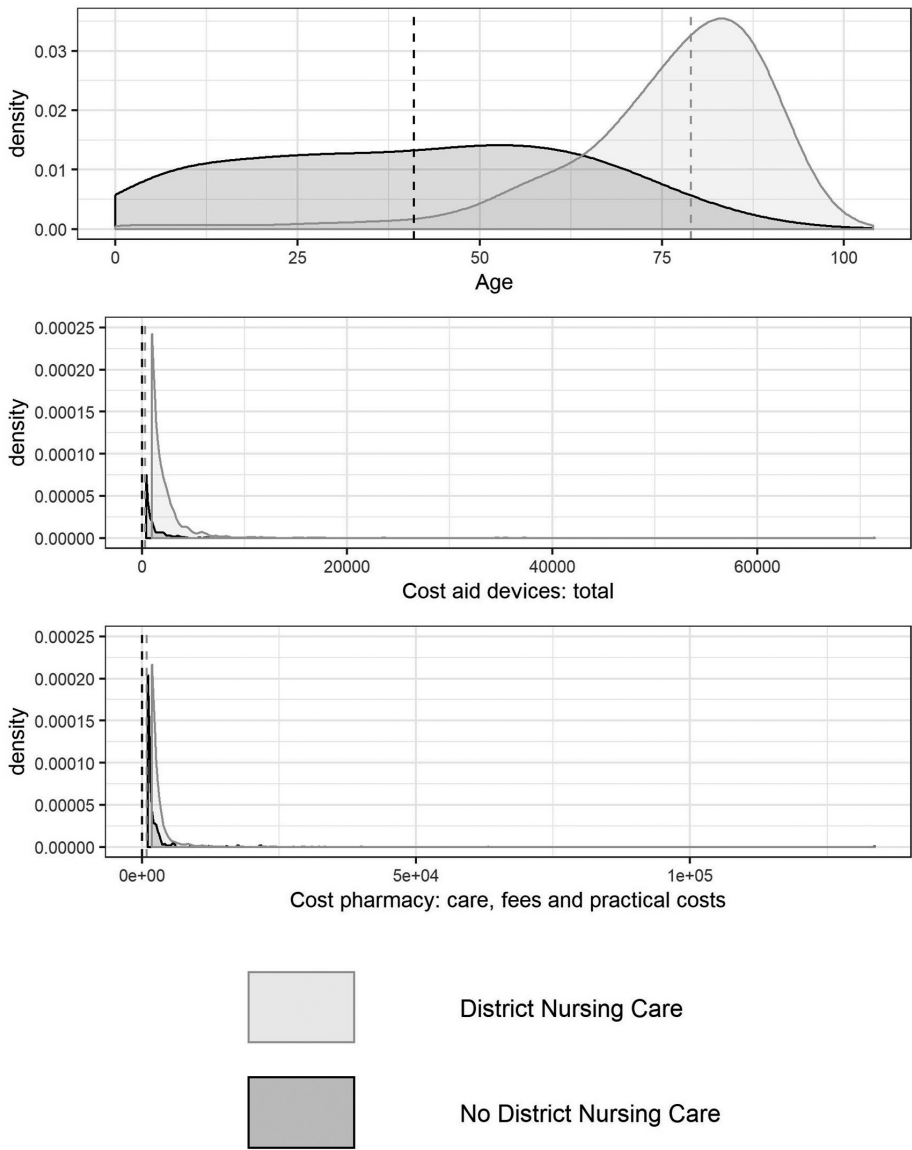 density
0.03
0.02
0.01
0.00
0 25 50 75 100
Age
density
0.00025
0.00020
0.00015
0.00010
0.00005
0.00000
0 20000 40000 60000
Cost aid devices: total
density
0.00025
0.00020
0.00015
0.00010
0.00005
0.00000
0e+00 5e+04 1e+05
Cost pharmacy: care, fees and practical costs
District Nursing Care
No District Nursing Care